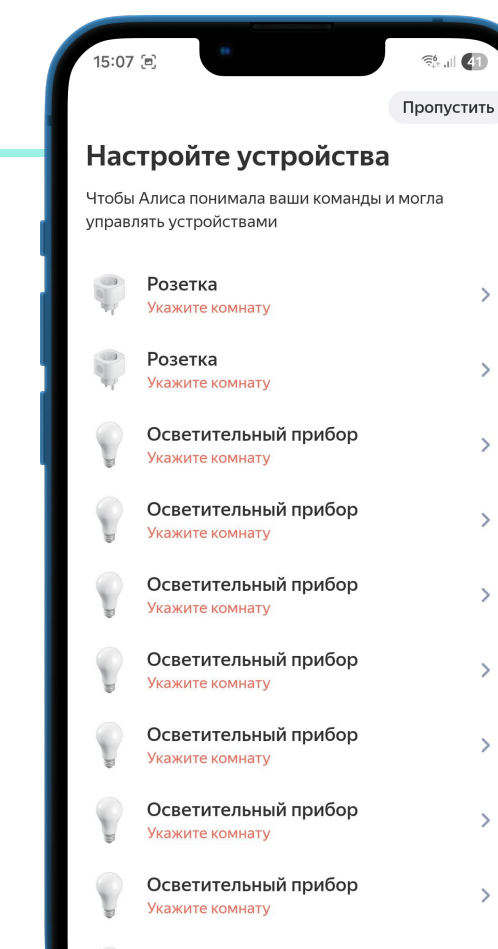 15:07
41
Пропустить
Настройте устройства
Чтобы Алиса понимала ваши команды и могла
управлять устройствами
Розетка
Укажите комнату
Розетка
Укажите комнату
Осветительный прибор
Укажите комнату
Осветительный прибор
Укажите комнату
Осветительный прибор
Укажите комнату
Осветительный прибор
Укажите комнату
Осветительный прибор
Укажите комнату
Осветительный прибор
Укажите комнату
Осветительный прибор
Укажите комнату